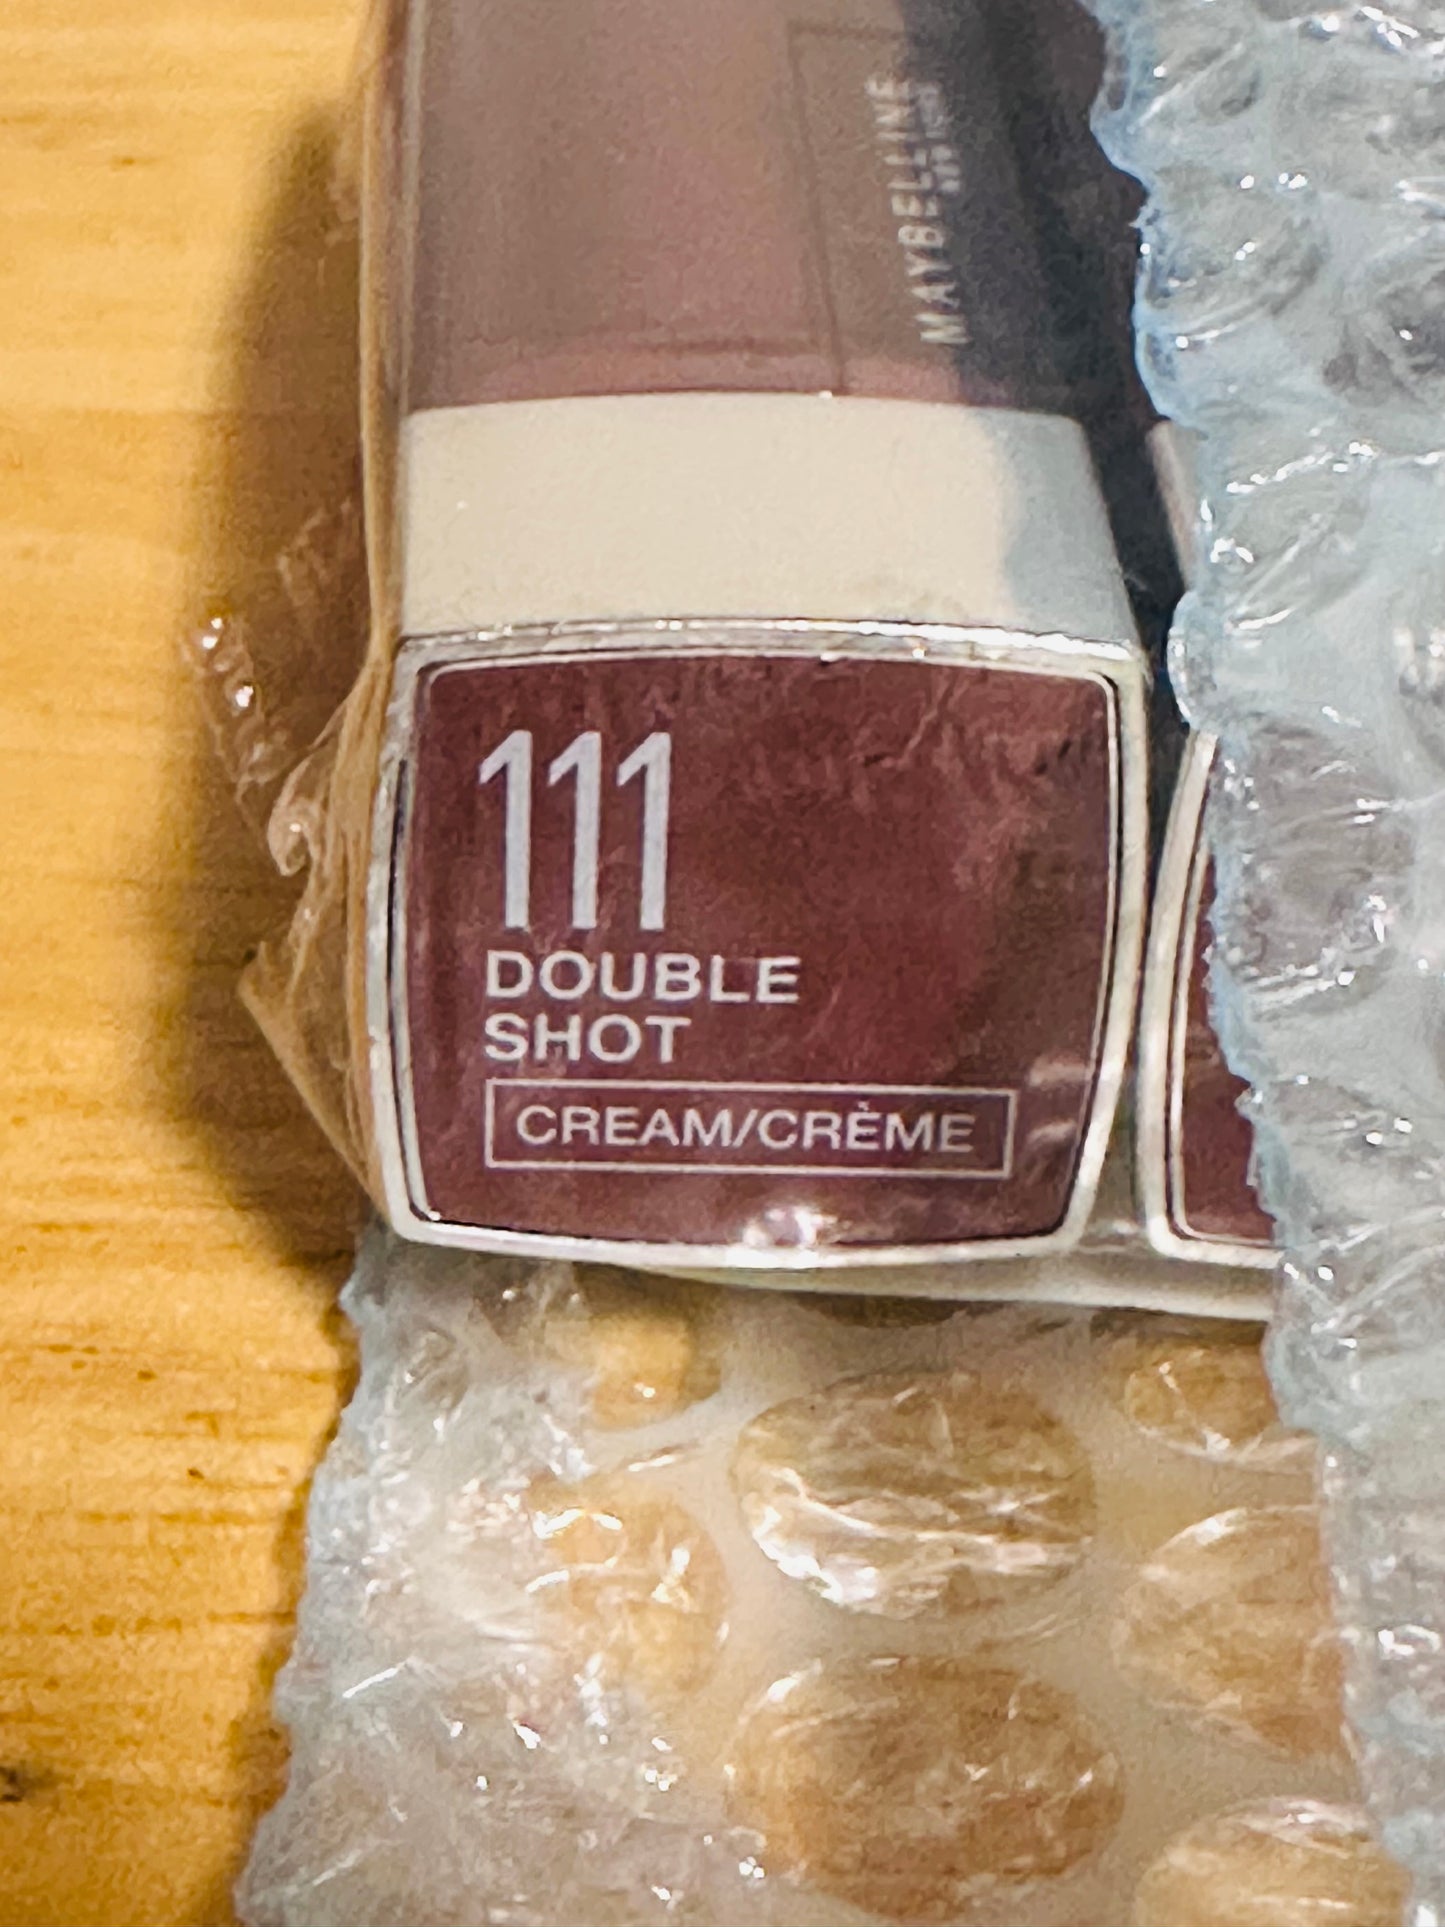 MAYBELLINE
111
DOUBLE
SHOT
CREAM/CRÈME